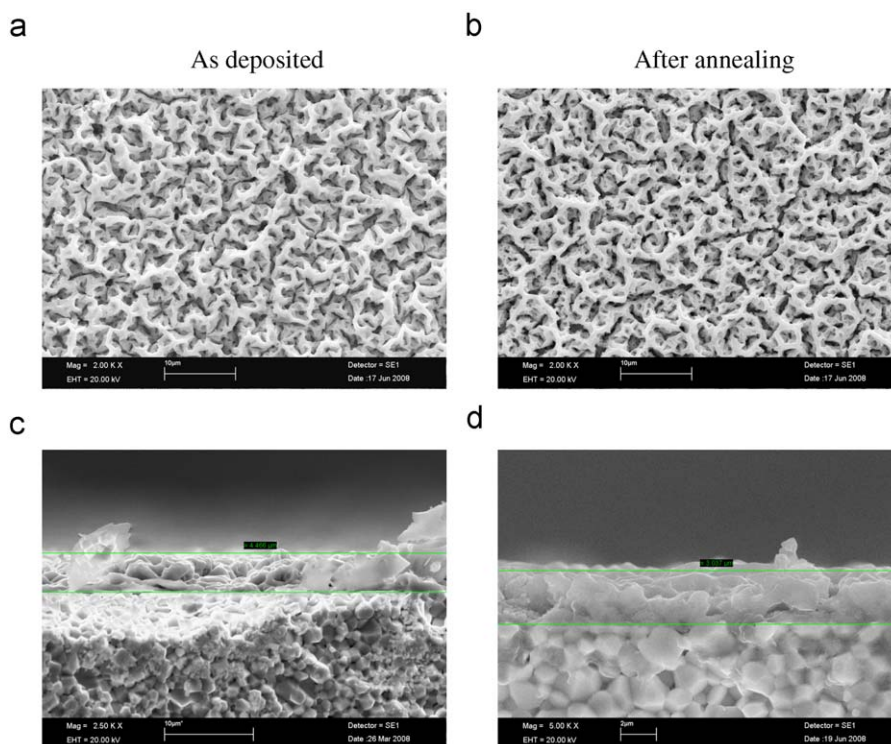 a
As deposited
b
After annealing
Mag = 2.00 K X
10µm
Detector = SE1
EHT = 20.00 kV
Date :17 Jun 2008
Mag = 2.00 K X
10µm
Detector = SE1
EHT = 20.00 kV
Date :17 Jun 2008
c
d
Mag = 2.50 K X
10µm
Detector = SE1
EHT = 20.00 kV
Date :26 Mar 2008
Mag = 5.00 K X
2µm
Detector = SE1
EHT = 20.00 kV
Date :19 Jun 2008